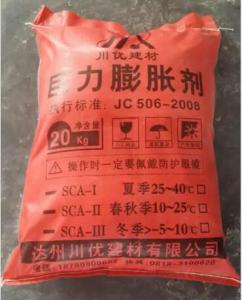 川优建材
巨力膨胀剂
执行标准：JC 506-2008
净含量
20Kg
操作时一定要佩戴防护眼镜
SCA-I 夏季25~40℃□
SCA-II 春秋季10~25℃□
SCA-III 冬季>-5~10℃□
达州川优建材有限公司